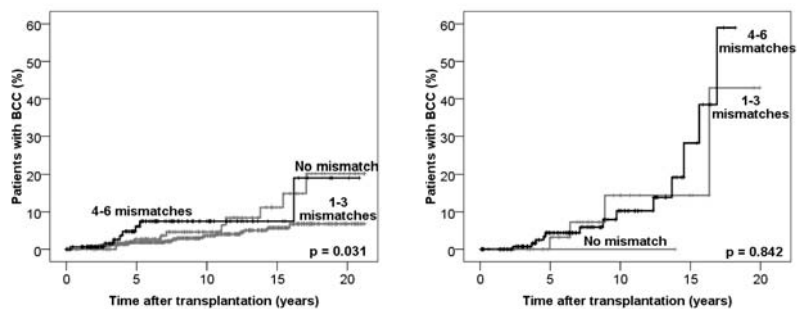 Patients with BCC (%)
60
50
40
30
20
10
0
No mismatch
4-6 mismatches
1-3
mismatches
p = 0.031
0 5 10 15 20
Time after transplantation (years)
Patients with BCC (%)
60
50
40
30
20
10
0
4-6
mismatches
1-3
mismatches
No mismatch
p = 0.842
0 5 10 15 20
Time after transplantation (years)